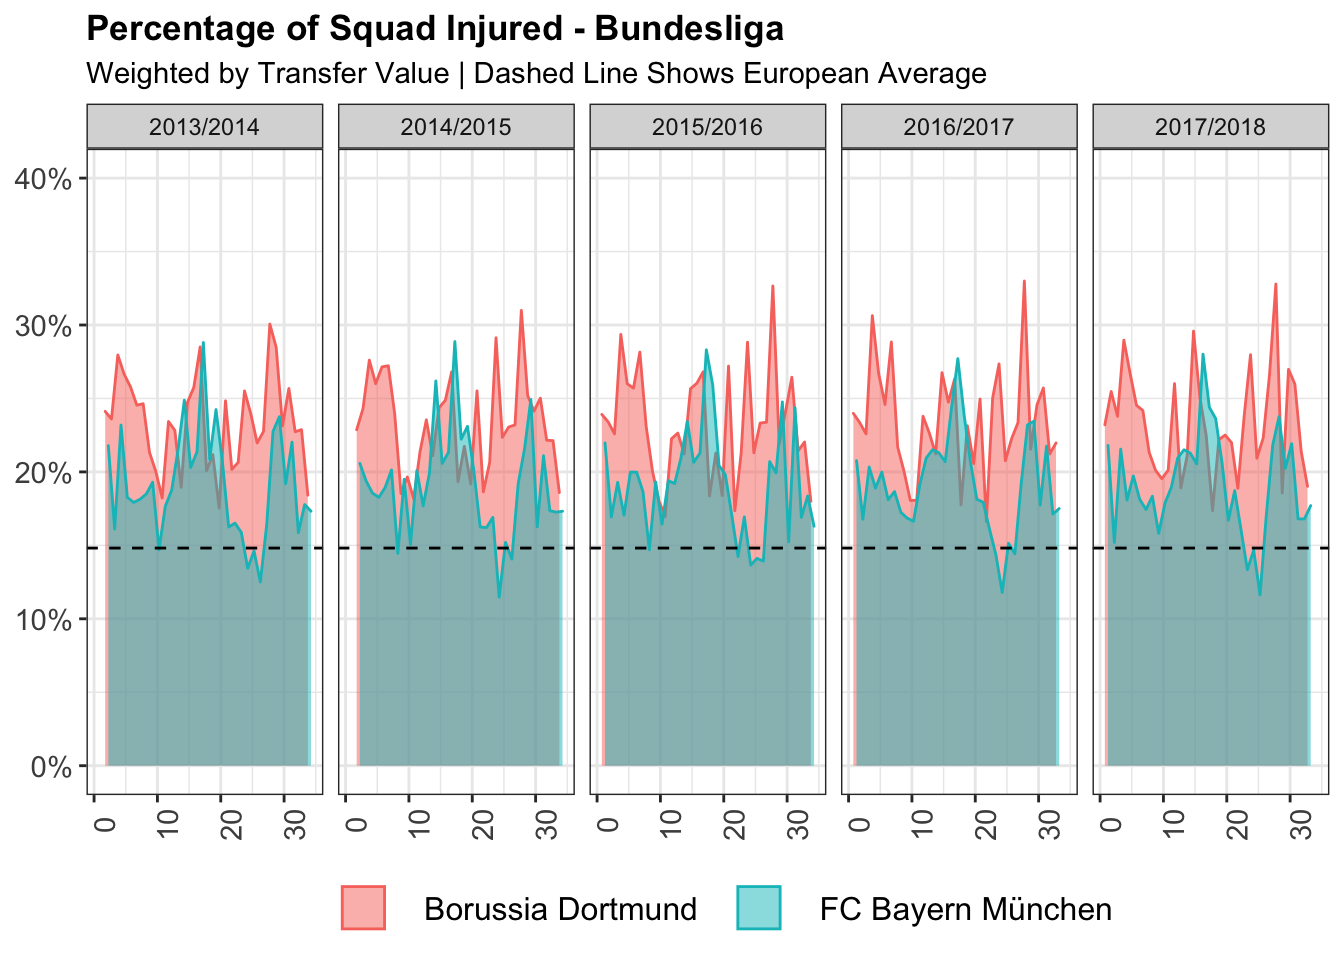 Percentage of Squad Injured - Bundesliga
Weighted by Transfer Value | Dashed Line Shows European Average
2013/2014 2014/2015 2015/2016 2016/2017 2017/2018
40%
30%
20%
10%
0%
0 10 20 30 0 10 20 30 0 10 20 30 0 10 20 30 0 10 20 30
Borussia Dortmund FC Bayern München